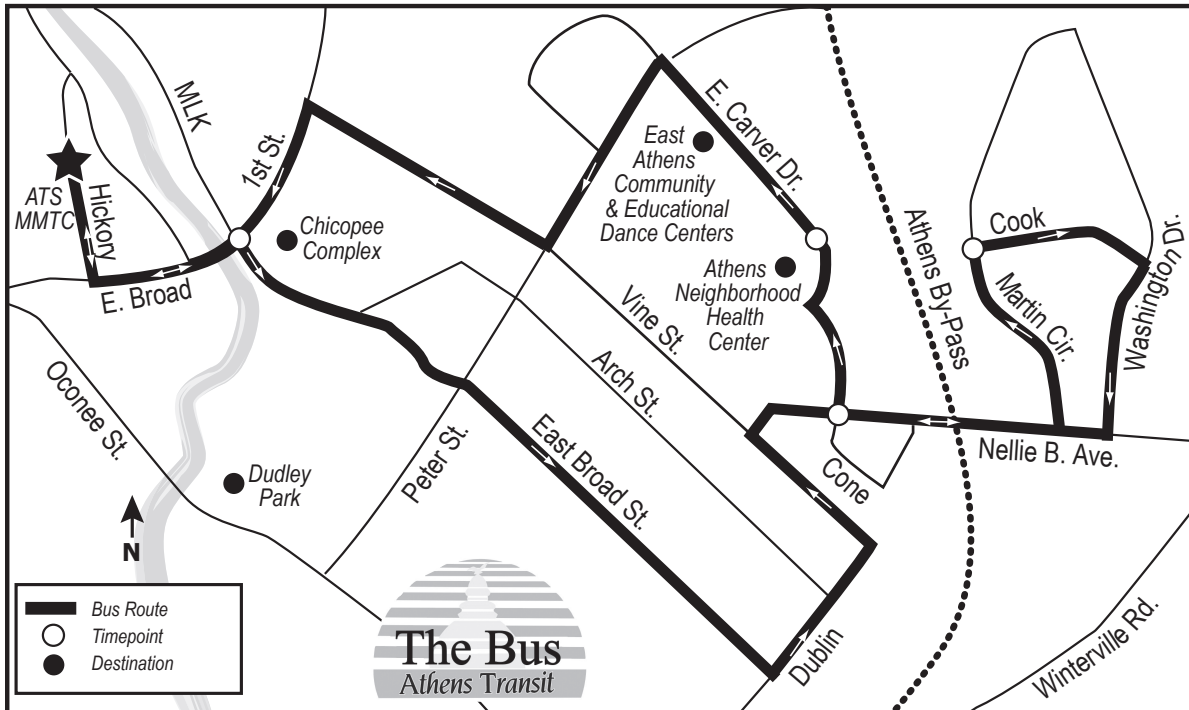 MLK
1st St.
ATS
MMTC
Hickory
E. Broad
Chicopee
Complex
E. Carver Dr.
East
Athens
Community
& Educational
Dance Centers
Athens
Neighborhood
Health
Center
Athens By-Pass
Cook
Martin Cir.
Washington Dr.
Vine St.
Arch St.
Oconee St.
Dudley
Park
Peter St.
East Broad St.
Cone
Nellie B. Ave.
Dublin
Winterville Rd.
N
Bus Route
Timepoint
Destination
The Bus
Athens Transit